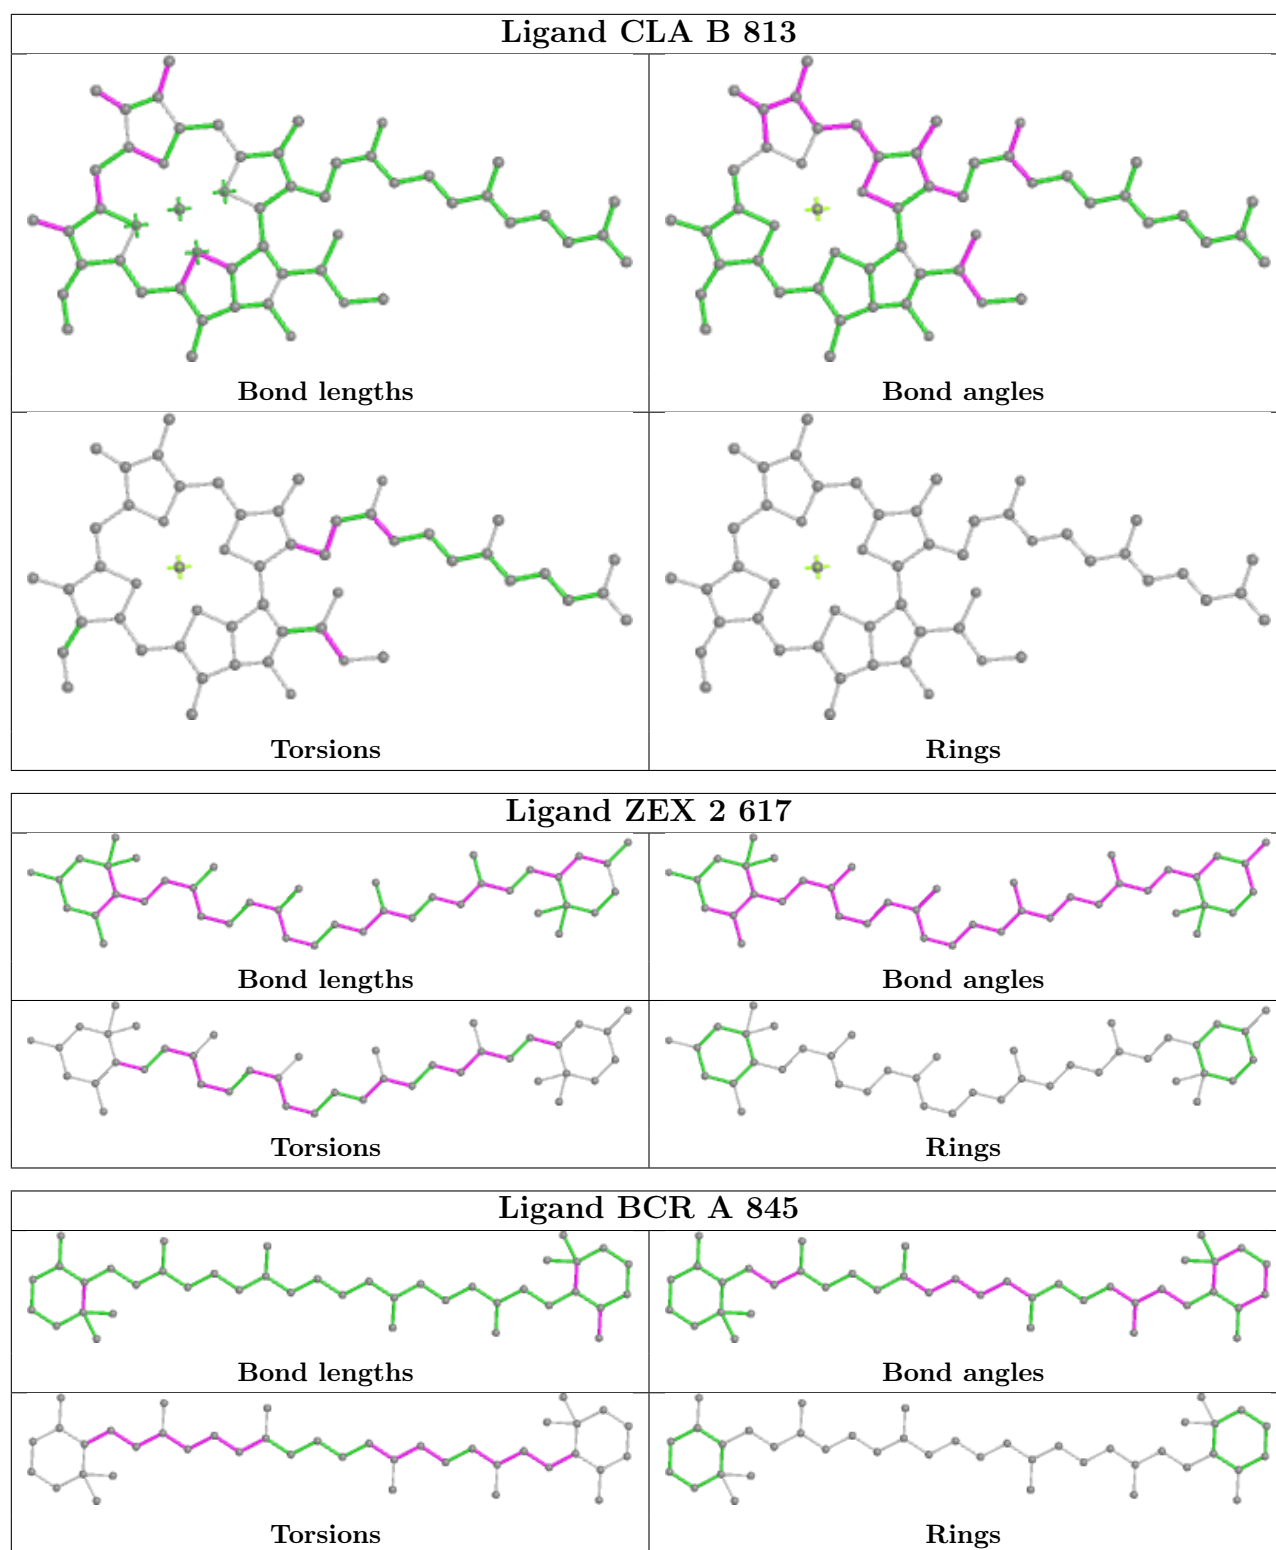 Ligand CLA B 813
Bond lengths
Bond angles
Torsions
Rings
Ligand ZEX 2 617
Bond lengths
Bond angles
Torsions
Rings
Ligand BCR A 845
Bond lengths
Bond angles
Torsions
Rings